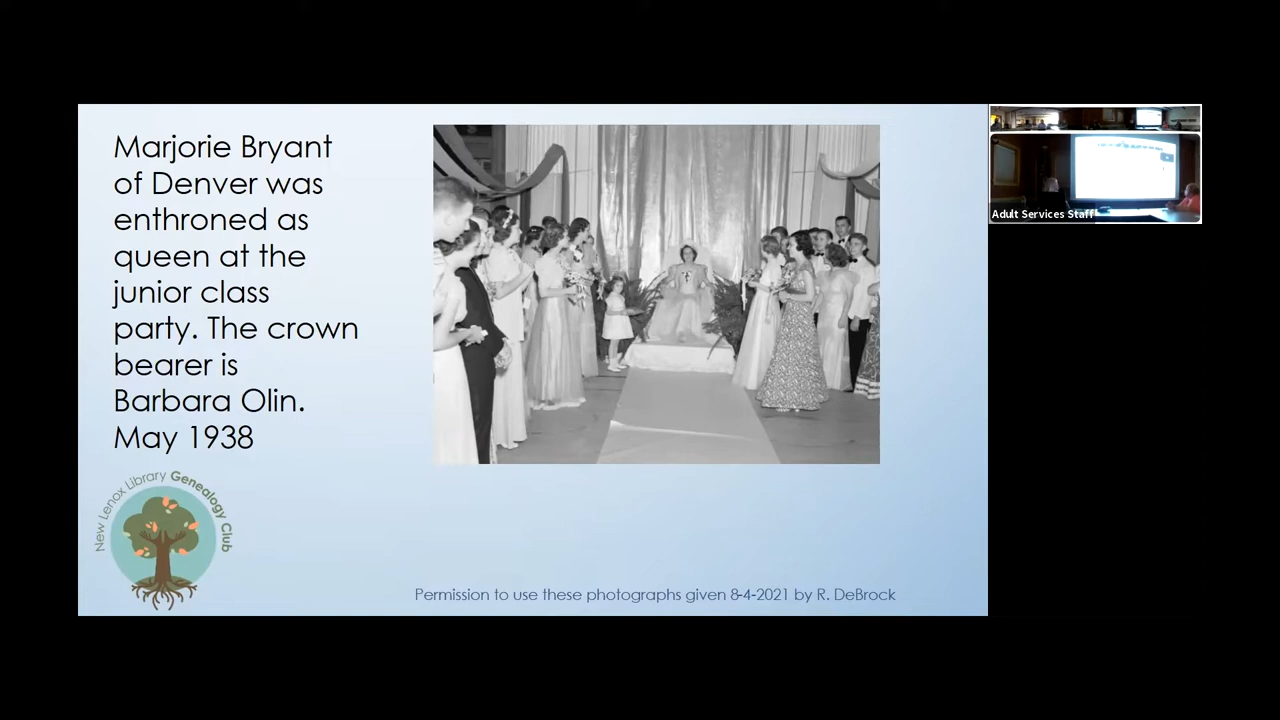 Marjorie Bryant
of Denver was
enthroned as
queen at the
junior class
party. The crown
bearer is
Barbara Olin.
May 1938
New Lenox Library Genealogy Club
Permission to use these photographs given 8-4-2021 by R. DeBrock
Adult Services Staff